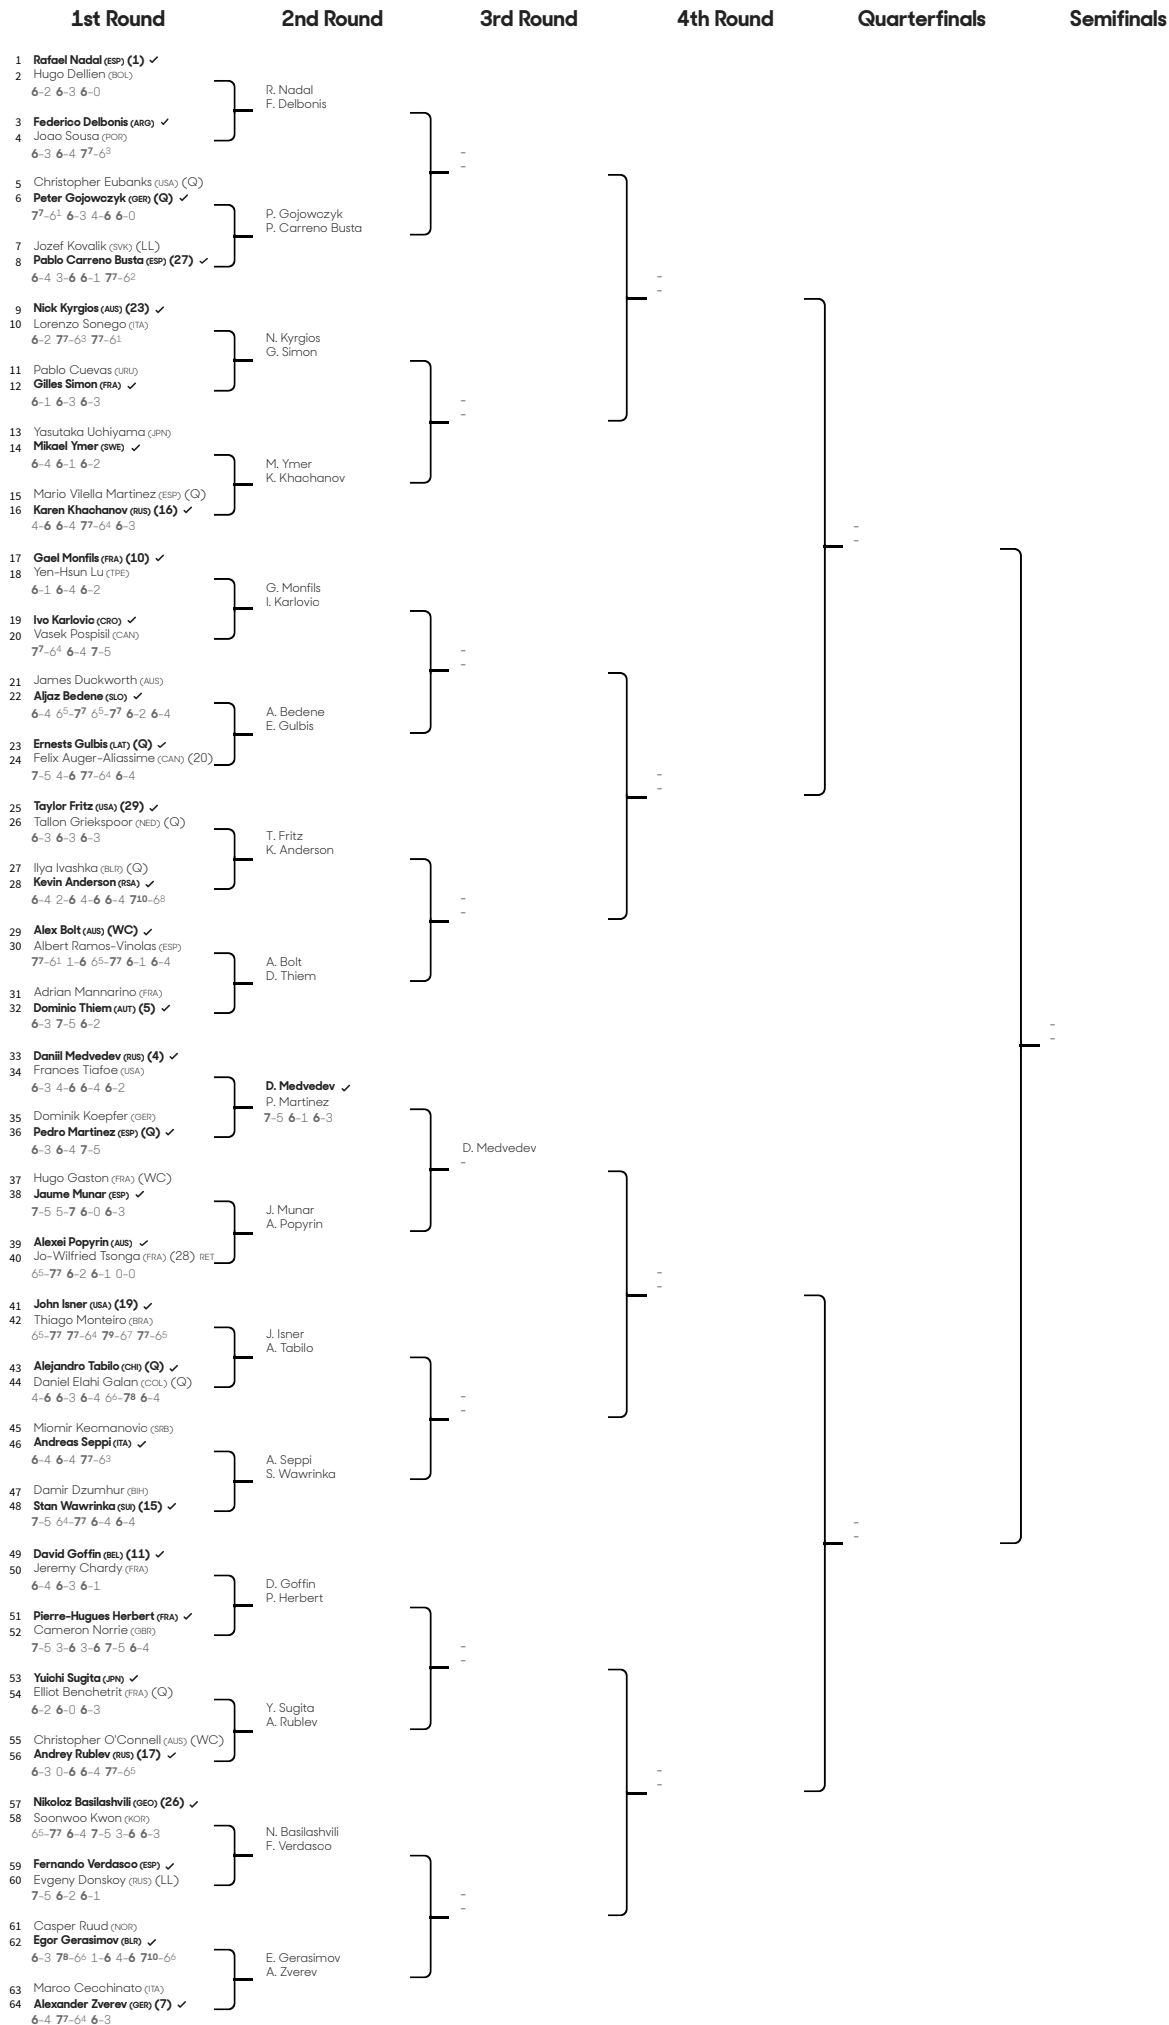 1st Round
2nd Round
3rd Round
4th Round
Quarterfinals
Semifinals
1 Rafael Nadal (ESP) (1) ✓
2 Hugo Dellien (BOL)
6-2 6-3 6-0
3 Federico Delbonis (ARG) ✓
4 Joao Sousa (POR)
6-3 6-4 7⁷-6³
5 Christopher Eubanks (USA) (Q)
6 Peter Gojowczyk (GER) (Q) ✓
7⁷-6¹ 6-3 4-6 6-0
7 Jozef Kovalik (SVK) (LL)
8 Pablo Carreno Busta (ESP) (27) ✓
6-4 3-6 6-1 7⁷-6²
9 Nick Kyrgios (AUS) (23) ✓
10 Lorenzo Sonego (ITA)
6-2 7⁷-6³ 7⁷-6¹
11 Pablo Cuevas (URU)
12 Gilles Simon (FRA) ✓
6-1 6-3 6-3
13 Yasutaka Uchiyama (JPN)
14 Mikael Ymer (SWE) ✓
6-4 6-1 6-2
15 Mario Vilella Martinez (ESP) (Q)
16 Karen Khachanov (RUS) (16) ✓
4-6 6-4 7⁷-6⁴ 6-3
17 Gael Monfils (FRA) (10) ✓
18 Yen-Hsun Lu (TPE)
6-1 6-4 6-2
19 Ivo Karlovic (CRO) ✓
20 Vasek Pospisil (CAN)
7⁷-6⁴ 6-4 7-5
21 James Duckworth (AUS)
22 Aljaz Bedene (SLO) ✓
6-4 6⁵-7⁷ 6⁵-7⁷ 6-2 6-4
23 Ernests Gulbis (LAT) (Q) ✓
24 Felix Auger-Aliassime (CAN) (20)
7-5 4-6 7⁷-6⁴ 6-4
25 Taylor Fritz (USA) (29) ✓
26 Tallon Griekspoor (NED) (Q)
6-3 6-3 6-3
27 Ilya Ivashka (BLR) (Q)
28 Kevin Anderson (RSA) ✓
6-4 2-6 4-6 6-4 7¹⁰-6⁸
29 Alex Bolt (AUS) (WC) ✓
30 Albert Ramos-Vinolas (ESP)
7⁷-6¹ 1-6 6⁵-7⁷ 6-1 6-4
31 Adrian Mannarino (FRA)
32 Dominic Thiem (AUT) (5) ✓
6-3 7-5 6-2
33 Daniil Medvedev (RUS) (4) ✓
34 Frances Tiafoe (USA)
6-3 4-6 6-4 6-2
35 Dominik Koepfer (GER)
36 Pedro Martinez (ESP) (Q) ✓
6-3 6-4 7-5
37 Hugo Gaston (FRA) (WC)
38 Jaume Munar (ESP) ✓
7-5 5-7 6-0 6-3
39 Alexei Popyrin (AUS) ✓
40 Jo-Wilfried Tsonga (FRA) (28) RET
6⁵-7⁷ 6-2 6-1 0-0
41 John Isner (USA) (19) ✓
42 Thiago Monteiro (BRA)
6⁵-7⁷ 7⁷-6⁴ 7⁹-6⁷ 7⁷-6⁵
43 Alejandro Tabilo (CHI) (Q) ✓
44 Daniel Elahi Galan (COL) (Q)
4-6 6-3 6-4 6⁶-7⁸ 6-4
45 Miomir Kecmanovic (SRB)
46 Andreas Seppi (ITA) ✓
6-4 6-4 7⁷-6³
47 Damir Dzumhur (BIH)
48 Stan Wawrinka (SUI) (15) ✓
7-5 6⁴-7⁷ 6-4 6-4
49 David Goffin (BEL) (11) ✓
50 Jeremy Chardy (FRA)
6-4 6-3 6-1
51 Pierre-Hugues Herbert (FRA) ✓
52 Cameron Norrie (GBR)
7-5 3-6 3-6 7-5 6-4
53 Yuichi Sugita (JPN) ✓
54 Elliot Benchetrit (FRA) (Q)
6-2 6-0 6-3
55 Christopher O'Connell (AUS) (WC)
56 Andrey Rublev (RUS) (17) ✓
6-3 0-6 6-4 7⁷-6⁵
57 Nikoloz Basilashvili (GEO) (26) ✓
58 Soonwoo Kwon (KOR)
6⁵-7⁷ 6-4 7-5 3-6 6-3
59 Fernando Verdasco (ESP) ✓
60 Evgeny Donskoy (RUS) (LL)
7-5 6-2 6-1
61 Casper Ruud (NOR)
62 Egor Gerasimov (BLR) ✓
6-3 7⁸-6⁶ 1-6 4-6 7¹⁰-6⁶
63 Marco Cecchinato (ITA)
64 Alexander Zverev (GER) (7) ✓
6-4 7⁷-6⁴ 6-3
R. Nadal
F. Delbonis
P. Gojowczyk
P. Carreno Busta
N. Kyrgios
G. Simon
M. Ymer
K. Khachanov
G. Monfils
I. Karlovic
A. Bedene
E. Gulbis
T. Fritz
K. Anderson
A. Bolt
D. Thiem
D. Medvedev ✓
P. Martinez
7-5 6-1 6-3
J. Munar
A. Popyrin
J. Isner
A. Tabilo
A. Seppi
S. Wawrinka
D. Goffin
P. Herbert
Y. Sugita
A. Rublev
N. Basilashvili
F. Verdasco
E. Gerasimov
A. Zverev
D. Medvedev